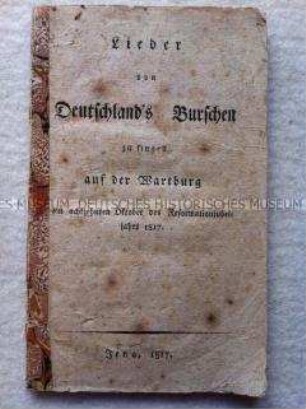 Lieder
von
Deutschland's Burschen
zu singen
auf der Wartburg
DEUTSCHES HISTORISCHES MUSEUM
am achtzehnten Oktober des Reformationsjubel-
jahrs 1817.
Jena, 1817.